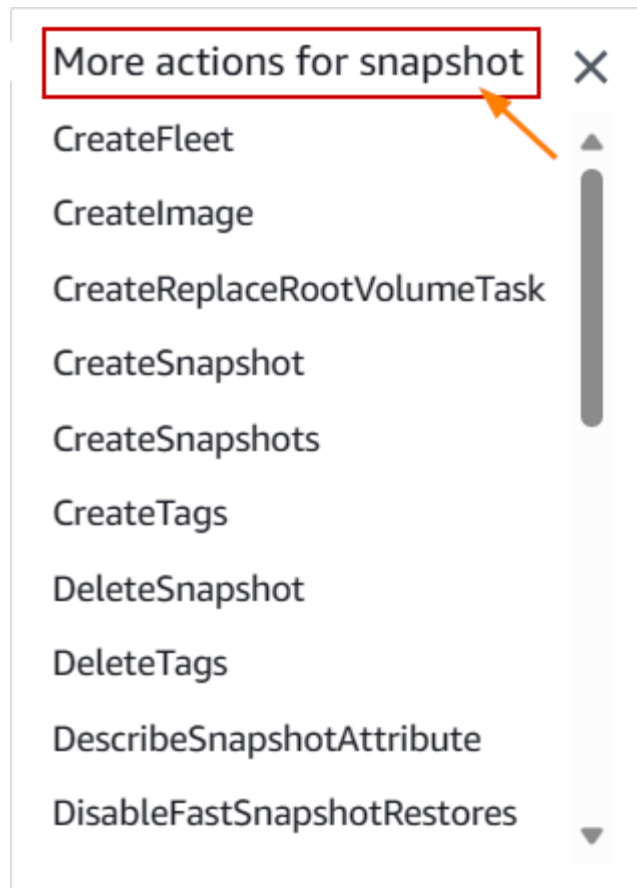 More actions for snapshot
CreateFleet
CreateImage
CreateReplaceRootVolumeTask
CreateSnapshot
CreateSnapshots
CreateTags
DeleteSnapshot
DeleteTags
DescribeSnapshotAttribute
DisableFastSnapshotRestores